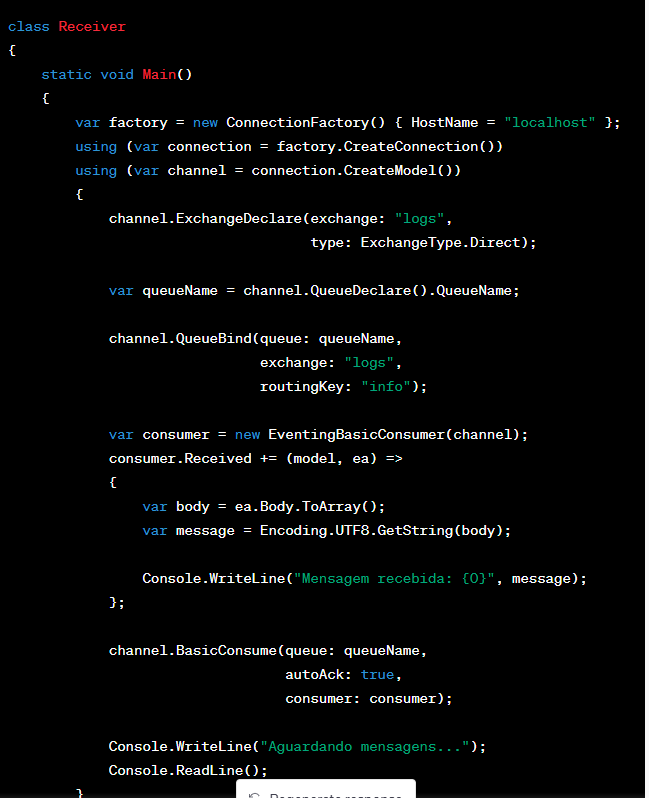 class Receiver
{
    static void Main()
    {
        var factory = new ConnectionFactory() { HostName = "localhost" };
        using (var connection = factory.CreateConnection())
        using (var channel = connection.CreateModel())
        {
            channel.ExchangeDeclare(exchange: "logs",
                                    type: ExchangeType.Direct);

            var queueName = channel.QueueDeclare().QueueName;

            channel.QueueBind(queue: queueName,
                              exchange: "logs",
                              routingKey: "info");

            var consumer = new EventingBasicConsumer(channel);
            consumer.Received += (model, ea) =>
            {
                var body = ea.Body.ToArray();
                var message = Encoding.UTF8.GetString(body);

                Console.WriteLine("Mensagem recebida: {0}", message);
            };

            channel.BasicConsume(queue: queueName,
                                 autoAck: true,
                                 consumer: consumer);

            Console.WriteLine("Aguardando mensagens...");
            Console.ReadLine();
        }
Regenerate response